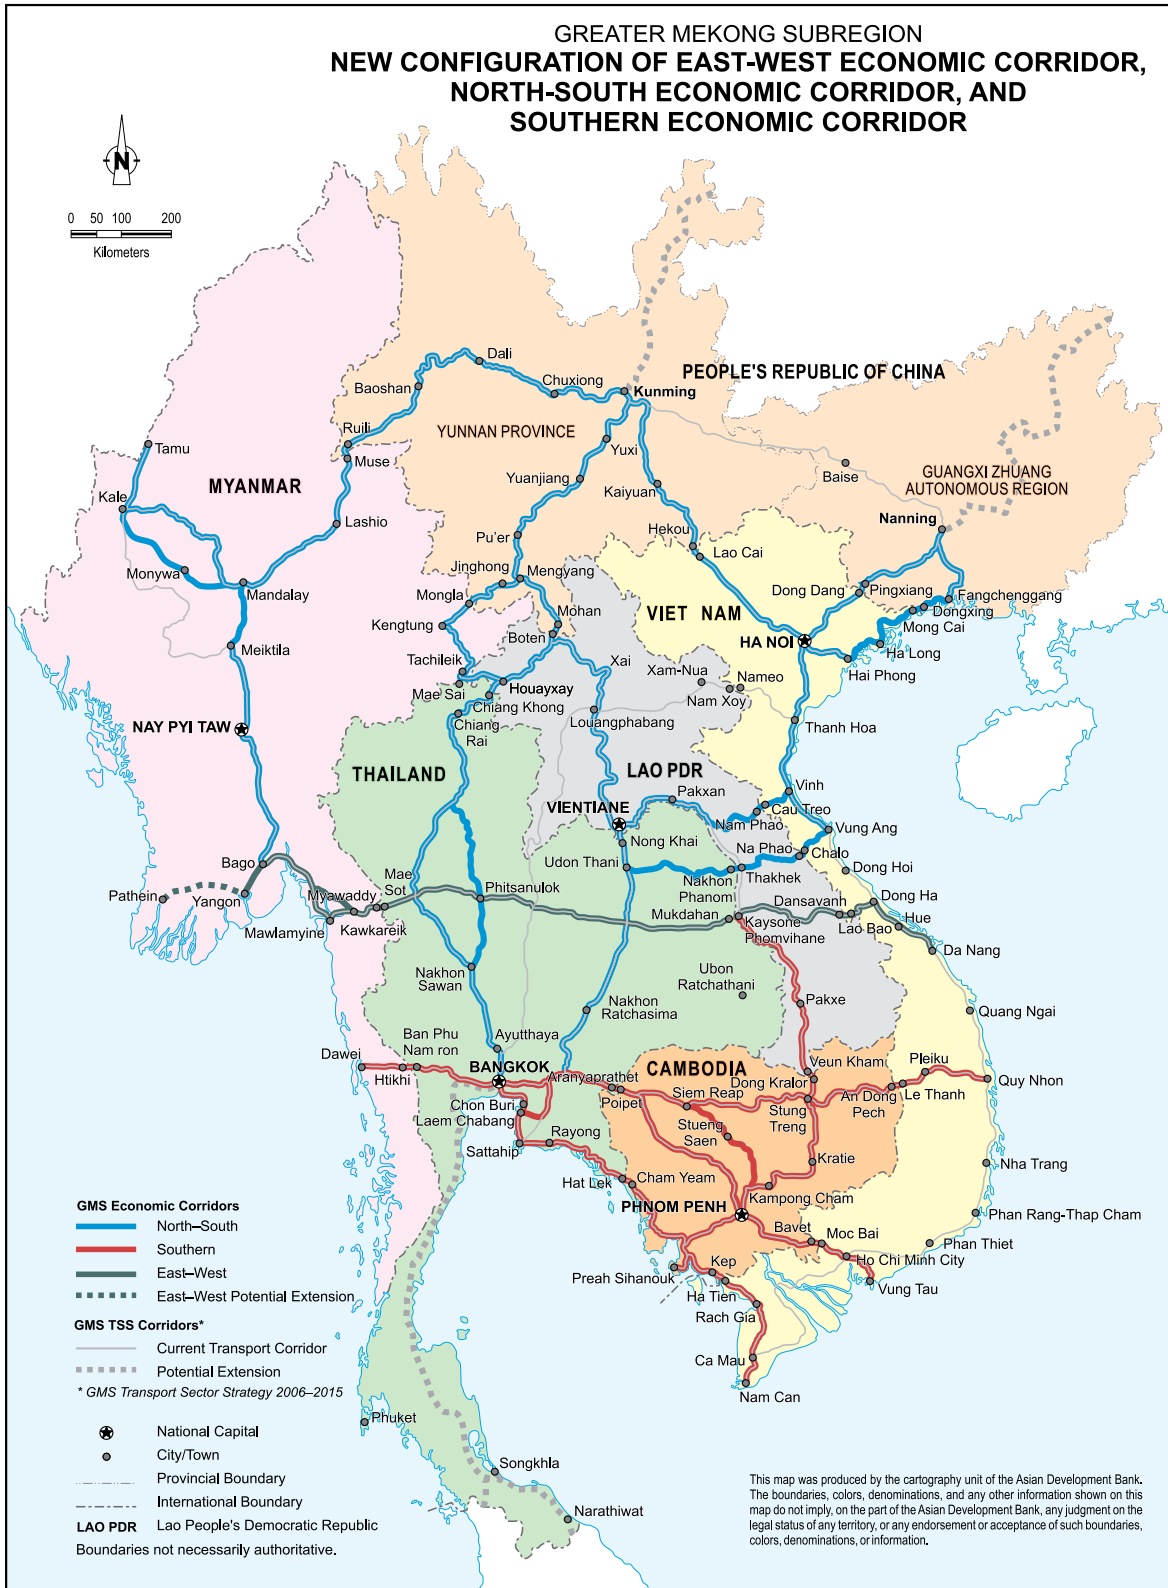 GREATER MEKONG SUBREGION
NEW CONFIGURATION OF EAST-WEST ECONOMIC CORRIDOR,
NORTH-SOUTH ECONOMIC CORRIDOR, AND
SOUTHERN ECONOMIC CORRIDOR
N
0 50 100 200
Kilometers
Dali
Baoshan
Chuxiong
Kunming
PEOPLE'S REPUBLIC OF CHINA
Ruili
YUNNAN PROVINCE
Tamu
Muse
Yuxi
Baise
GUANGXI ZHUANG
AUTONOMOUS REGION
MYANMAR
Yuanjiang
Kaiyuan
Kale
Nanning
Lashio
Hekou
Pu'er
Lao Cai
Monywa
Jinghong
Mengyang
Mandalay
Mongla
Dong Dang
Pingxiang
Fangchenggang
Dongxing
Mohan
VIET NAM
Mong Cai
Kengtung
Boten
HA NOI
Meiktila
Ha Long
Tachileik
Xai
Xam-Nua
Nameo
Hai Phong
Mae Sai
Houayxay
Nam Xoy
Chiang Khong
NAY PYI TAW
Chiang
Rai
Louangphabang
Thanh Hoa
THAILAND
LAO PDR
Pakxan
Vinh
VIENTIANE
Cau Treo
Nam Phao
Vung Ang
Nong Khai
Na Phao
Chalo
Bago
Udon Thani
Mae
Sot
Nakhon
Phanom
Thakhek
Dong Hoi
Pathein
Yangon
Myawaddy
Phitsanulok
Dansavanh
Dong Ha
Mukdahan
Kaysone
Phomvihane
Lao Bao
Hue
Mawlamyine
Kawkareik
Da Nang
Nakhon
Sawan
Ubon
Ratchathani
Nakhon
Ratchasima
Pakxe
Quang Ngai
Ban Phu
Nam ron
Ayutthaya
Dawei
BANGKOK
Aranyaprathet
CAMBODIA
Veun Kham
Pleiku
Htikhi
Dong Kralor
Poipet
Siem Reap
Quy Nhon
Chon Buri
Laem Chabang
Stung
Treng
An Dong
Pech
Le Thanh
Stueng
Saen
Rayong
Sattahip
Kratie
Nha Trang
Hat Lek
Cham Yeam
Kampong Cham
PHNOM PENH
Phan Rang-Thap Cham
Bavet
Moc Bai
Phan Thiet
Kep
Ho Chi Minh City
Preah Sihanouk
Ha Tien
Vung Tau
Rach Gia
Ca Mau
Nam Can
Phuket
Songkhla
Narathiwat
GMS Economic Corridors
North–South
Southern
East–West
East–West Potential Extension
GMS TSS Corridors*
Current Transport Corridor
Potential Extension
* GMS Transport Sector Strategy 2006–2015
National Capital
City/Town
Provincial Boundary
International Boundary
LAO PDR Lao People's Democratic Republic
Boundaries not necessarily authoritative.
This map was produced by the cartography unit of the Asian Development Bank.
The boundaries, colors, denominations, and any other information shown on this
map do not imply, on the part of the Asian Development Bank, any judgment on the
legal status of any territory, or any endorsement or acceptance of such boundaries,
colors, denominations, or information.